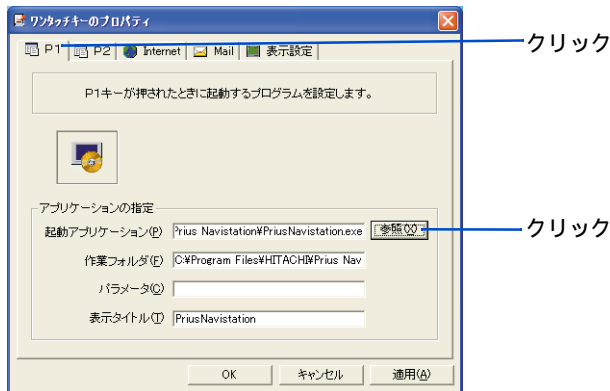 ワンタッチキーのプロパティ
P1 P2 Internet Mail 表示設定
クリック
P1キーが押されたときに起動するプログラムを設定します。
アプリケーションの指定
起動アプリケーション(P) Prius Navistation¥PriusNavistation.exe 参照(X)
クリック
作業フォルダ(F) C:¥Program Files¥HITACHI¥Prius Nav
パラメータ(C)
表示タイトル(T) PriusNavistation
OK キャンセル 適用(A)